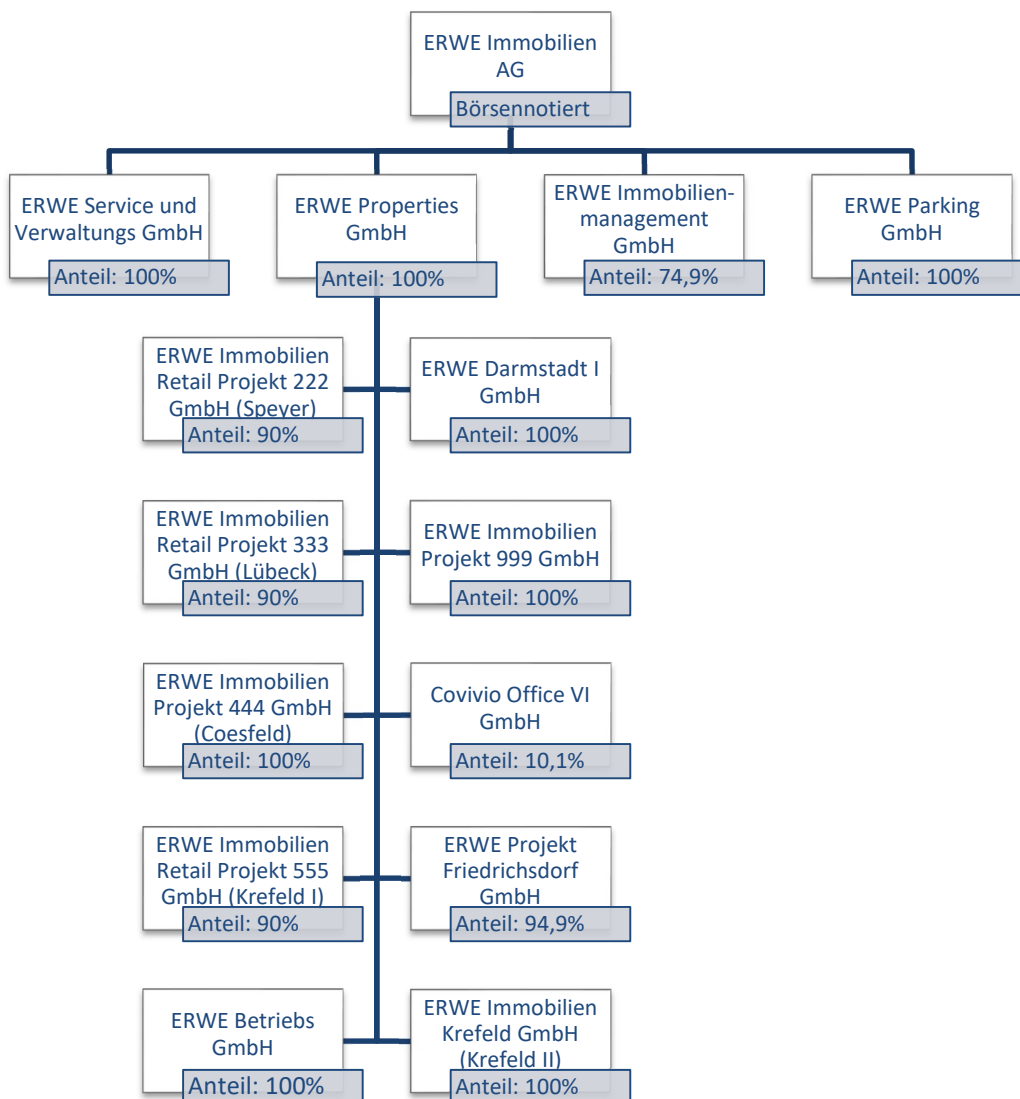 ERWE Immobilien
AG
Börsennotiert
ERWE Service und
Verwaltungs GmbH
Anteil: 100%
ERWE Properties
GmbH
Anteil: 100%
ERWE Immobilien-
management
GmbH
Anteil: 74,9%
ERWE Parking
GmbH
Anteil: 100%
ERWE Immobilien
Retail Projekt 222
GmbH (Speyer)
Anteil: 90%
ERWE Darmstadt I
GmbH
Anteil: 100%
ERWE Immobilien
Retail Projekt 333
GmbH (Lübeck)
Anteil: 90%
ERWE Immobilien
Projekt 999 GmbH
Anteil: 100%
ERWE Immobilien
Projekt 444 GmbH
(Coesfeld)
Anteil: 100%
Covivio Office VI
GmbH
Anteil: 10,1%
ERWE Immobilien
Retail Projekt 555
GmbH (Krefeld I)
Anteil: 90%
ERWE Projekt
Friedrichsdorf
GmbH
Anteil: 94,9%
ERWE Betriebs
GmbH
Anteil: 100%
ERWE Immobilien
Krefeld GmbH
(Krefeld II)
Anteil: 100%